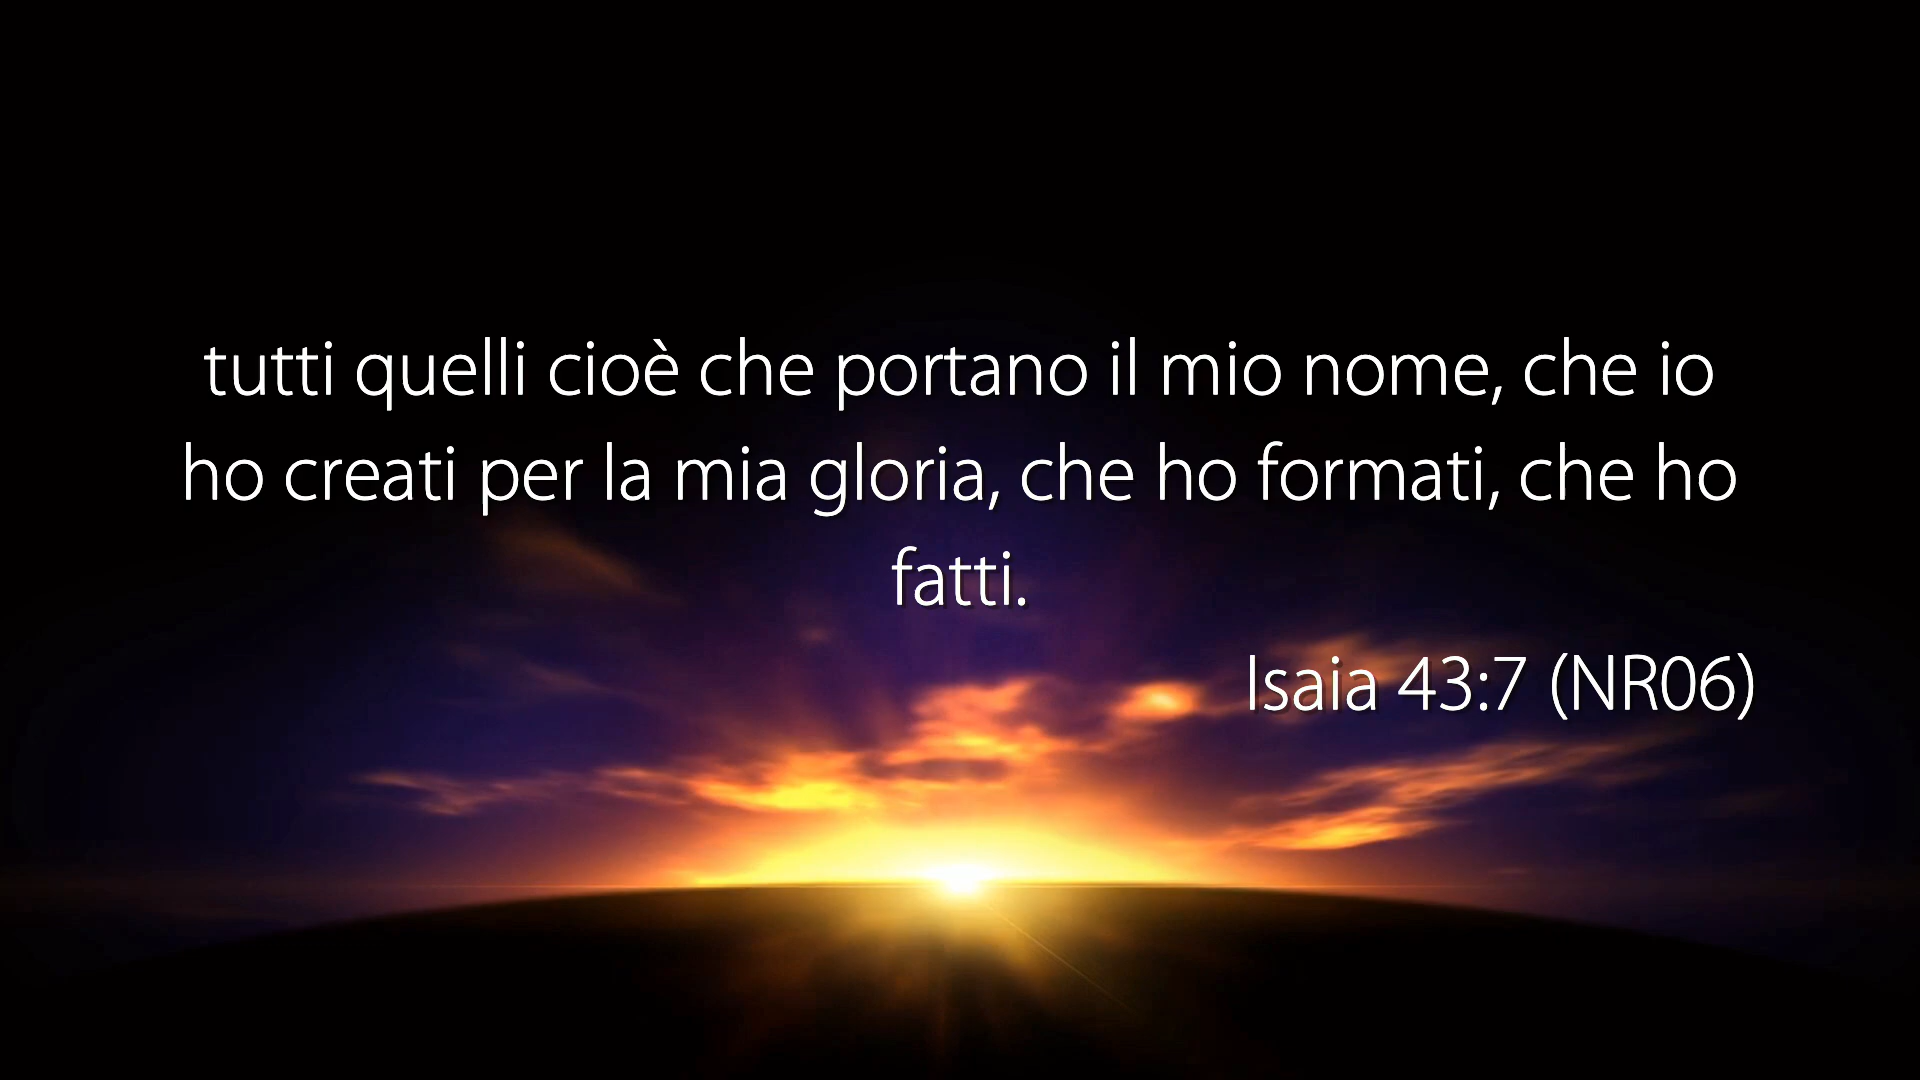 tutti quelli cioè che portano il mio nome, che io
ho creati per la mia gloria, che ho formati, che ho
fatti.
Isaia 43:7 (NR06)